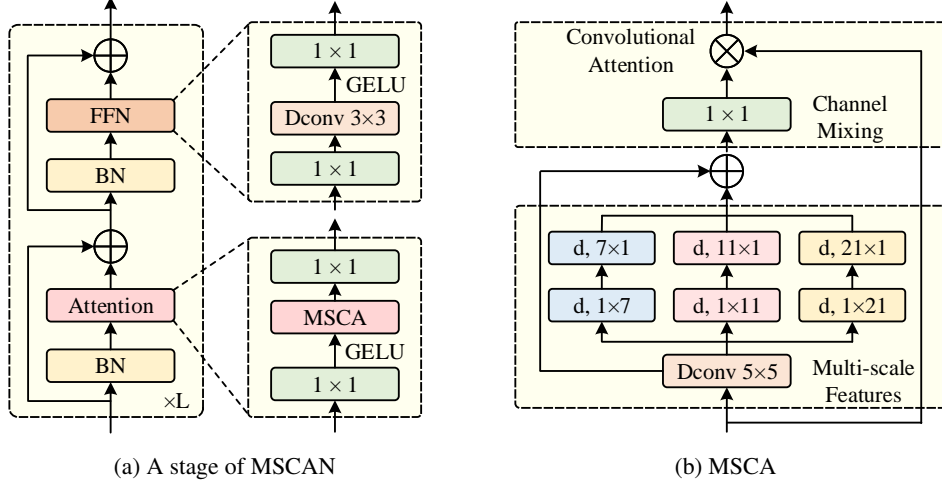 1 × 1
GELU
Dconv 3×3
1 × 1
FFN
BN
Attention
BN
×L
1 × 1
MSCA
GELU
1 × 1
(a) A stage of MSCAN
Convolutional
Attention
1 × 1
Channel
Mixing
d, 7×1
d, 11×1
d, 21×1
d, 1×7
d, 1×11
d, 1×21
Dconv 5×5
Multi-scale
Features
(b) MSCA